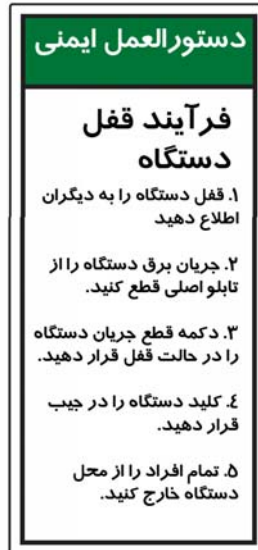 دستورالعمل ایمنی
فرآیند قفل
دستگاه
۱. قفل دستگاه را به دیگران
اطلاع دهید
۲. جریان برق دستگاه را از
تابلو اصلی قطع کنید.
۳. دکمه قطع جریان دستگاه
را در حالت قفل قرار دهید.
۴. کلید دستگاه را در جیب
قرار دهید.
۵. تمام افراد را از محل
دستگاه خارج کنید.